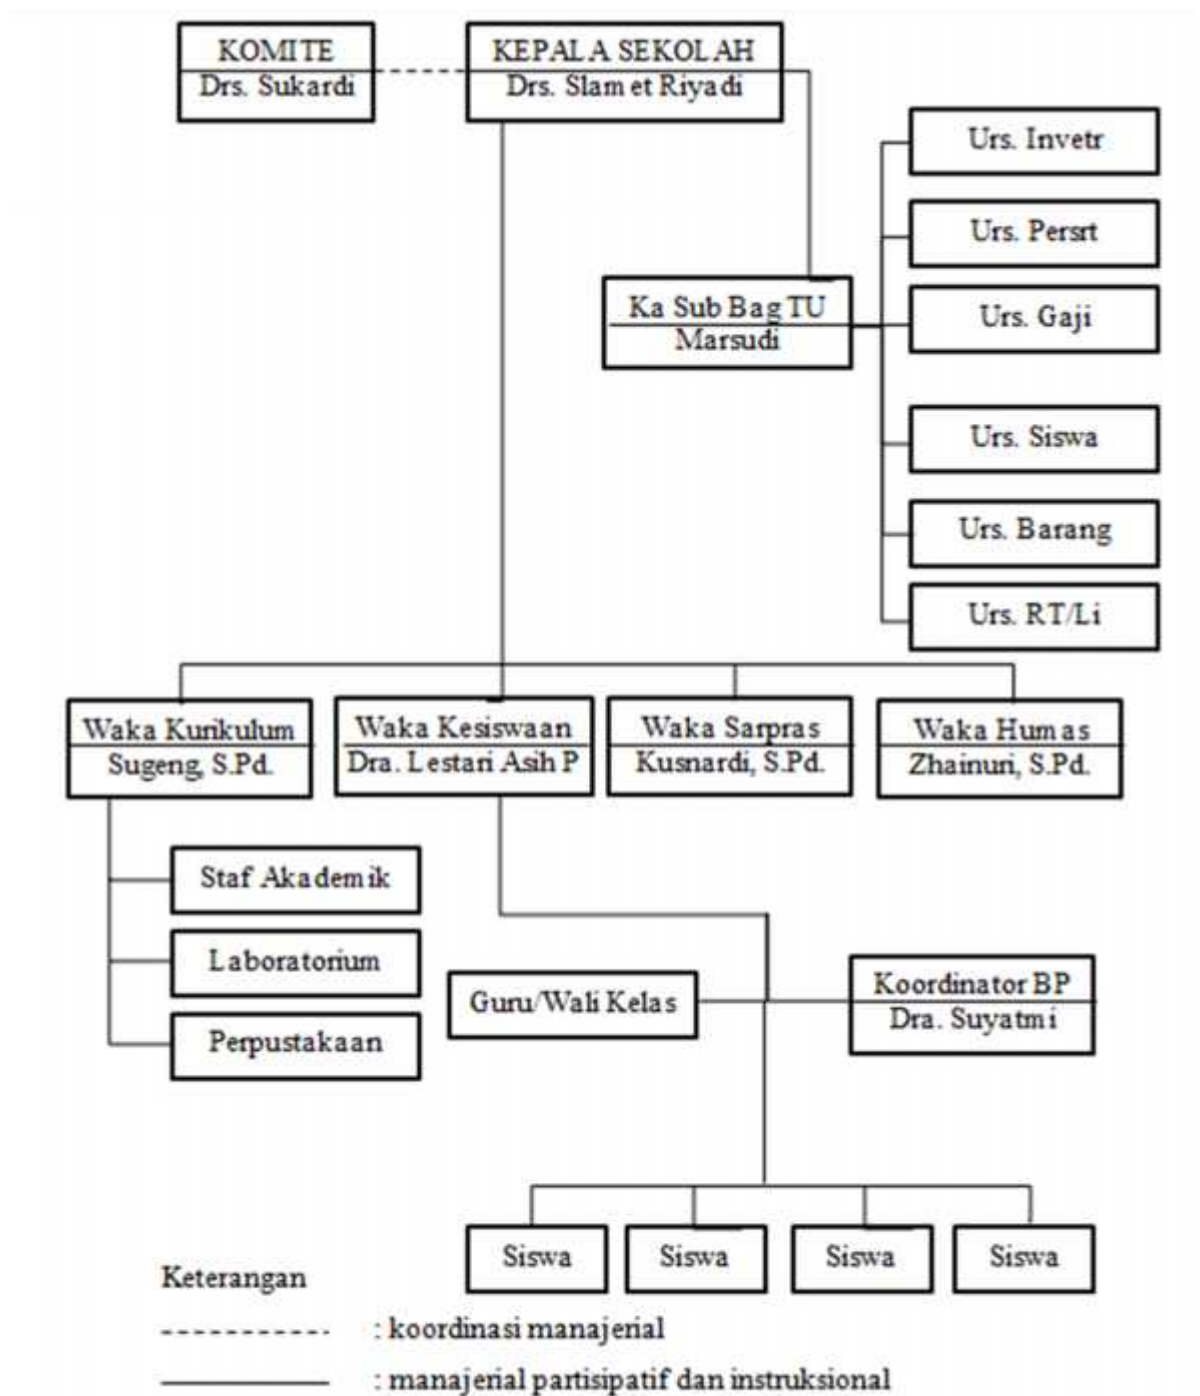 KOMITE
Drs. Sukardi
KEPALA SEKOLAH
Drs. Slamet Riyadi
Urs. Invetr
Urs. Persrt
Ka Sub Bag TU
Marsudi
Urs. Gaji
Urs. Siswa
Urs. Barang
Urs. RT/Li
Waka Kurikulum
Sugeng, S.Pd.
Waka Kesiswaan
Dra. Lestari Asih P
Waka Sarpras
Kusnardi, S.Pd.
Waka Humas
Zhainuri, S.Pd.
Staf Akademik
Laboratorium
Perpustakaan
Guru/Wali Kelas
Koordinator BP
Dra. Suyatmi
Siswa
Siswa
Siswa
Siswa
Keterangan
: koordinasi manajerial
: manajerial partisipatif dan instruksional